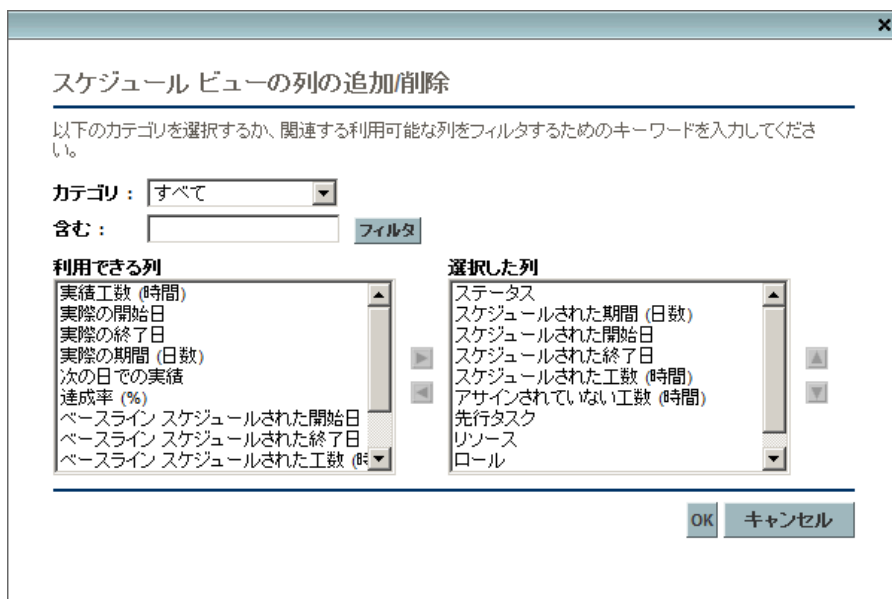 スケジュール ビューの列の追加/削除
以下のカテゴリを選択するか、関連する利用可能な列をフィルタするためのキーワードを入力してくださ
い。
カテゴリ： すべて
含む： フィルタ
利用できる列
実績工数 (時間)
実際の開始日
実際の終了日
実際の期間 (日数)
次の日での実績
達成率 (%)
ベースライン スケジュールされた開始日
ベースライン スケジュールされた終了日
ベースライン スケジュールされた工数 (時
選択した列
ステータス
スケジュールされた期間 (日数)
スケジュールされた開始日
スケジュールされた終了日
スケジュールされた工数 (時間)
アサインされていない工数 (時間)
先行タスク
リソース
ロール
OK キャンセル